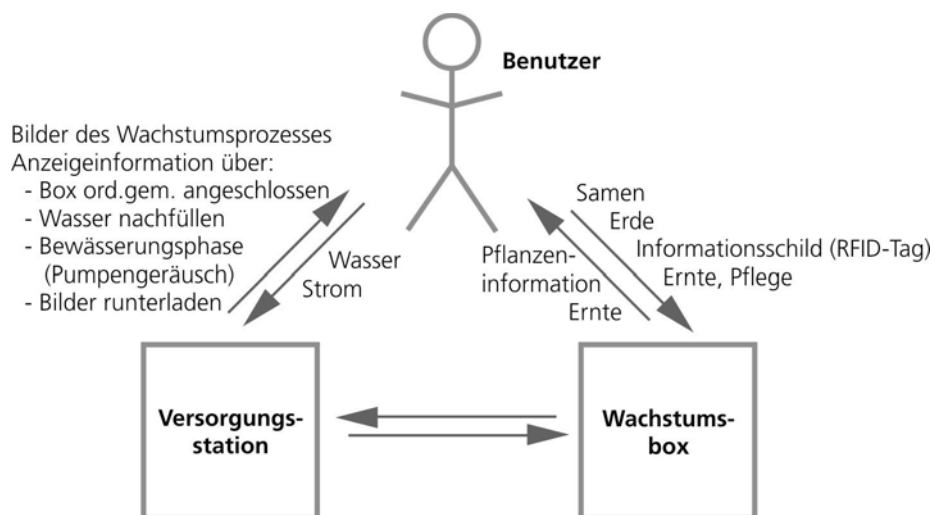 Benutzer
Bilder des Wachstumsprozesses
Anzeigeinformation über:
- Box ord.gem. angeschlossen
- Wasser nachfüllen
- Bewässerungsphase
(Pumpengeräusch)
- Bilder runterladen
Wasser
Strom
Pflanzen-
information
Ernte
Samen
Erde
Informationsschild (RFID-Tag)
Ernte, Pflege
Versorgungs-
station
Wachstums-
box